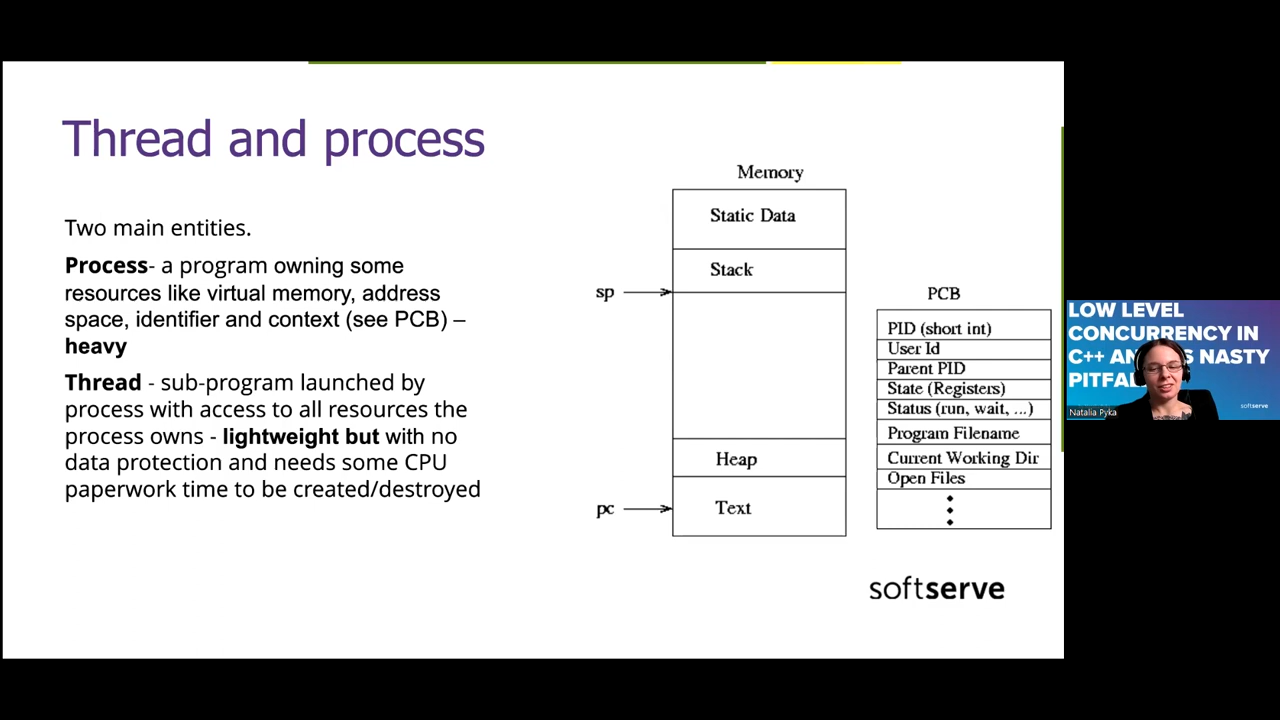 Thread and process
Two main entities.
Process- a program owning some
resources like virtual memory, address
space, identifier and context (see PCB) –
heavy
Thread - sub-program launched by
process with access to all resources the
process owns - lightweight but with no
data protection and needs some CPU
paperwork time to be created/destroyed
Memory
Static Data
Stack
sp
Heap
pc
Text
PCB
PID (short int)
User Id
Parent PID
State (Registers)
Status (run, wait, ...)
Program Filename
Current Working Dir
Open Files
softserve
LOW LEVEL
CONCURRENCY IN
C++ AN S NASTY
PITFA
softserve
Natalia Pyka